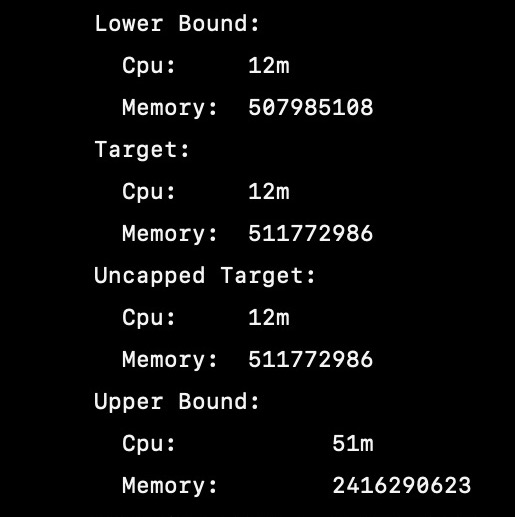 Lower Bound:
  Cpu:     12m
  Memory:  507985108
Target:
  Cpu:     12m
  Memory:  511772986
Uncapped Target:
  Cpu:     12m
  Memory:  511772986
Upper Bound:
  Cpu:           51m
  Memory:        2416290623